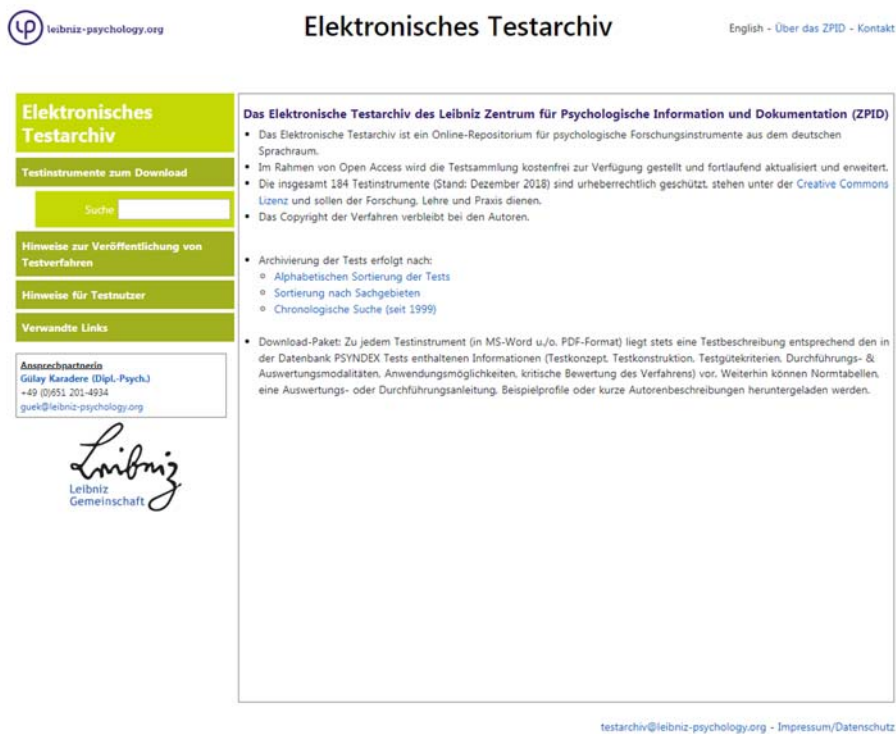 leibniz-psychology.org
Elektronisches Testarchiv
English - Über das ZPID - Kontakt
Elektronisches
Testarchiv
Testinstrumente zum Download
Suche
Hinweise zur Veröffentlichung von
Testverfahren
Hinweise für Testnutzer
Verwandte Links
Ansprechpartnerin
Gülay Karadere (Dipl.-Psych.)
+49 (0)651 201-4934
guek@leibniz-psychology.org
Leibniz
Leibniz
Gemeinschaft
Das Elektronische Testarchiv des Leibniz Zentrum für Psychologische Information und Dokumentation (ZPID)
Das Elektronische Testarchiv ist ein Online-Repositorium für psychologische Forschungsinstrumente aus dem deutschen
Sprachraum.
Im Rahmen von Open Access wird die Testsammlung kostenfrei zur Verfügung gestellt und fortlaufend aktualisiert und erweitert.
Die insgesamt 184 Testinstrumente (Stand: Dezember 2018) sind urheberrechtlich geschützt, stehen unter der Creative Commons
Lizenz und sollen der Forschung, Lehre und Praxis dienen.
Das Copyright der Verfahren verbleibt bei den Autoren.
Archivierung der Tests erfolgt nach:
Alphabetischen Sortierung der Tests
Sortierung nach Sachgebieten
Chronologische Suche (seit 1999)
Download-Paket: Zu jedem Testinstrument (in MS-Word u./o. PDF-Format) liegt stets eine Testbeschreibung entsprechend den in
der Datenbank PSYNDEX Tests enthaltenen Informationen (Testkonzept, Testkonstruktion, Testgütekriterien, Durchführungs- &
Auswertungsmodalitäten, Anwendungsmöglichkeiten, kritische Bewertung des Verfahrens) vor. Weiterhin können Normtabellen,
eine Auswertungs- oder Durchführungsanleitung, Beispielprofile oder kurze Autorenbeschreibungen heruntergeladen werden.
testarchiv@leibniz-psychology.org - Impressum/Datenschutz